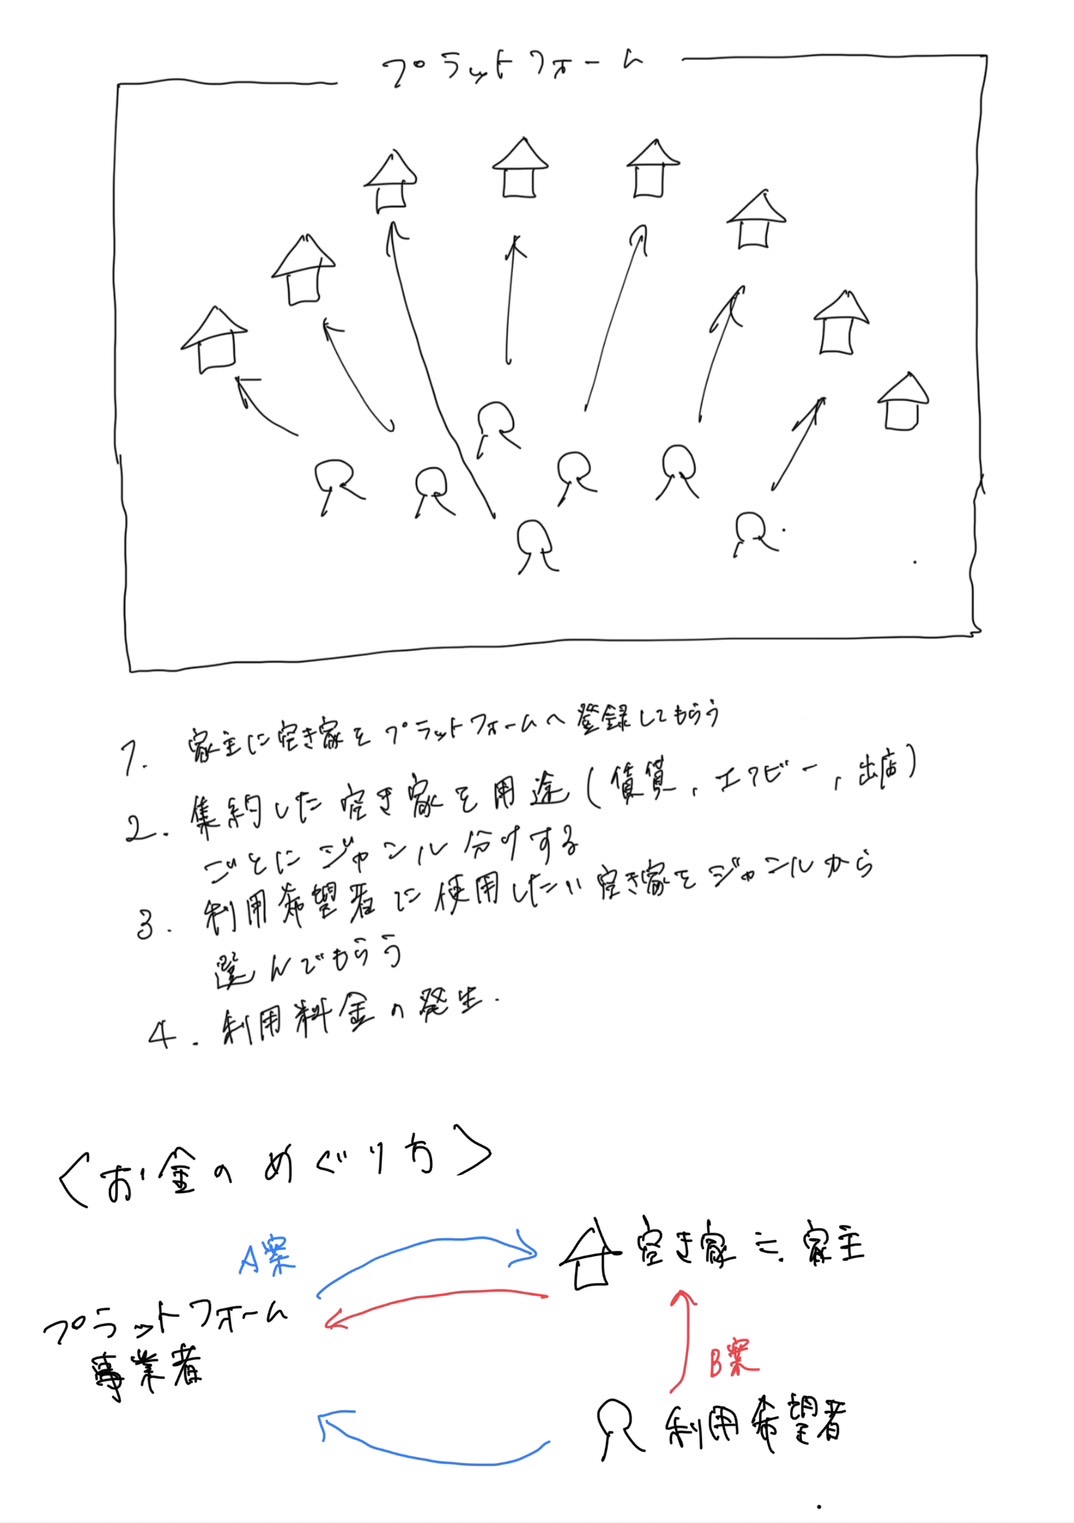 プラットフォーム
1. 家主に空き家をプラットフォームへ登録してもらう
2. 集約した空き家を用途(賃貸、エアビー、出店)
ごとにジャンル分けする
3. 利用希望者に使用したい空き家をジャンルから
選んでもらう
4. 利用料金の発生.
<お金のめぐり方>
A案
空き家≒家主
プラットフォーム
事業者
B案
利用希望者